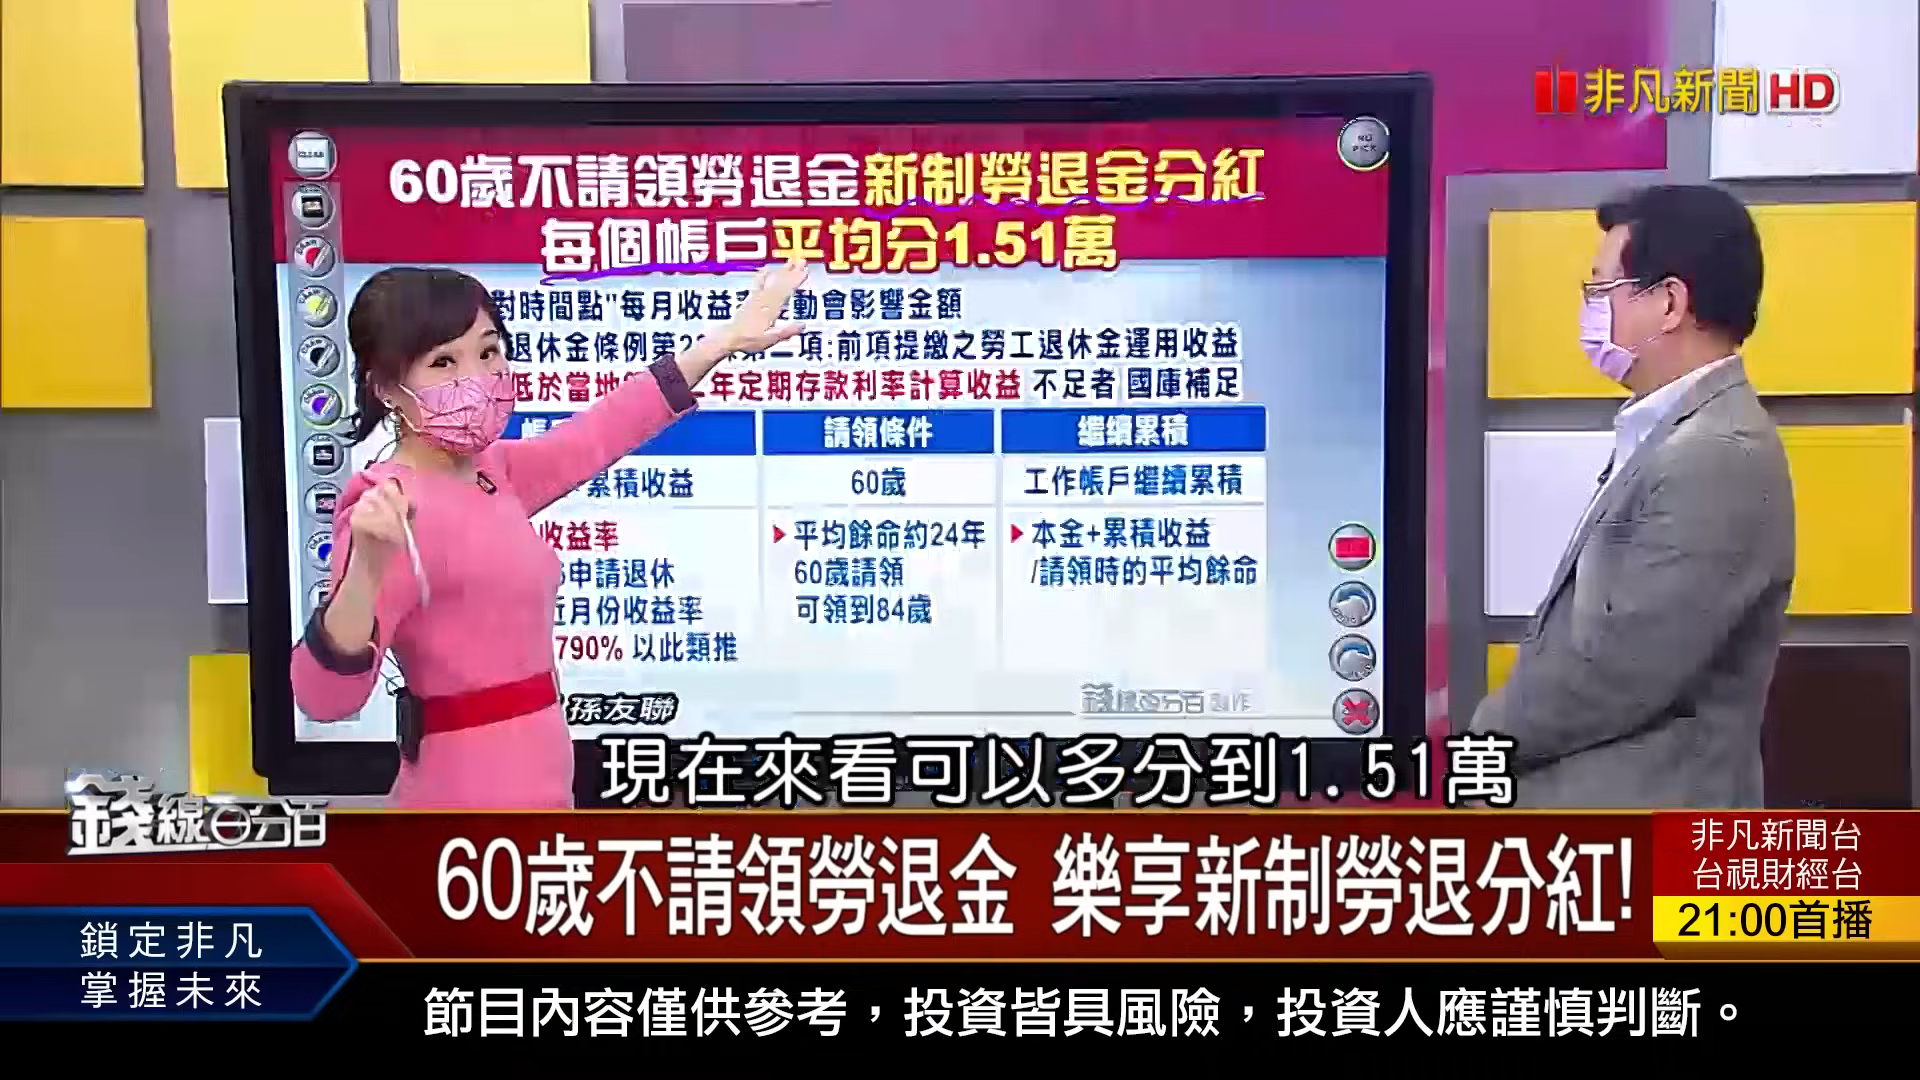 非凡新聞HD
60歲不請領勞退金新制勞退金分紅
每個帳戶平均分1.51萬
對時間點"每月收益 動會影響金額
退休金條例第2 第二項:前項提繳之勞工退休金運用收益
低於當地 二年定期存款利率計算收益 不足者 國庫補足
請領條件 繼續累積
累積收益 60歲 工作帳戶繼續累積
收益率 平均餘命約24年 本金+累積收益
申請退休 60歲請領 /請領時的平均餘命
近月份收益率 可領到84歲
790% 以此類推
孫友聯 錢線百分百 製作
現在來看可以多分到1.51萬
錢線百分百
60歲不請領勞退金 樂享新制勞退分紅!
非凡新聞台
台視財經台
21:00首播
鎖定非凡
掌握未來
節目內容僅供參考，投資皆具風險，投資人應謹慎判斷。